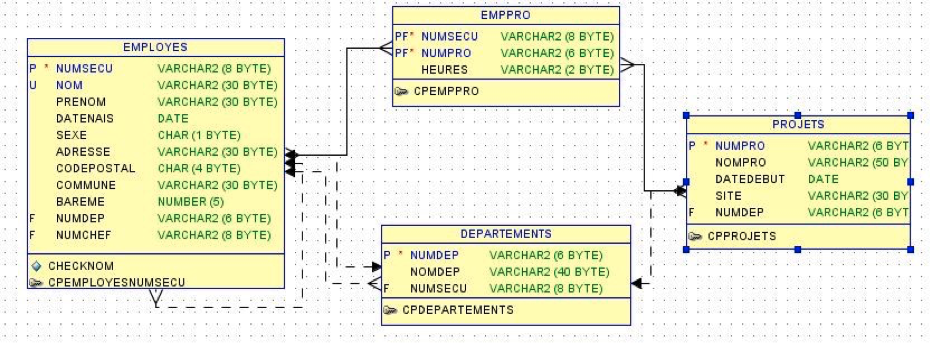 EMPPRO
PF* NUMSECU VARCHAR2 (8 BYTE)
PF* NUMPRO VARCHAR2 (6 BYTE)
HEURES VARCHAR2 (2 BYTE)
CPEMPPRO
EMPLOYES
P * NUMSECU VARCHAR2 (8 BYTE)
U NOM VARCHAR2 (30 BYTE)
PRENOM VARCHAR2 (30 BYTE)
DATENAIS DATE
SEXE CHAR (1 BYTE)
ADRESSE VARCHAR2 (30 BYTE)
CODEPOSTAL CHAR (4 BYTE)
COMMUNE VARCHAR2 (30 BYTE)
BAREME NUMBER (5)
F NUMDEP VARCHAR2 (6 BYTE)
F NUMCHEF VARCHAR2 (8 BYTE)
CHECKNOM
CPEMPLOYESNUMSECU
PROJETS
P * NUMPRO VARCHAR2 (6 BYT
NOMPRO VARCHAR2 (50 BY
DATEDEBUT DATE
SITE VARCHAR2 (30 BY
F NUMDEP VARCHAR2 (6 BYT
CPPROJETS
DEPARTEMENTS
P * NUMDEP VARCHAR2 (6 BYTE)
NOMDEP VARCHAR2 (40 BYTE)
F NUMSECU VARCHAR2 (8 BYTE)
CPDEPARTEMENTS